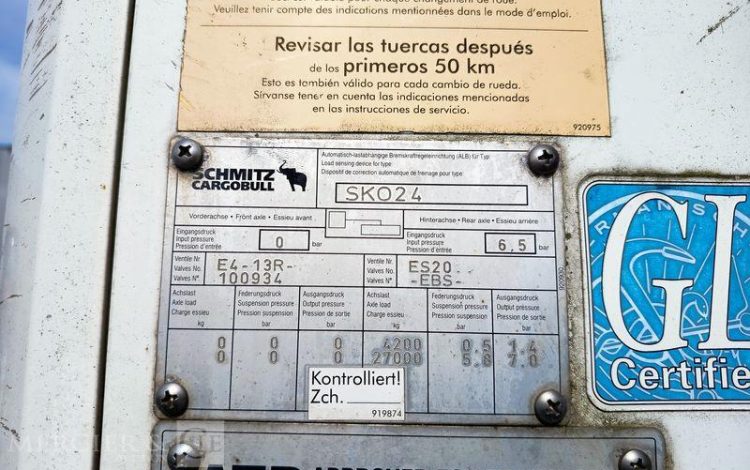 Veuillez tenir compte des indications mentionnées dans le mode d'emploi.
Revisar las tuercas después
de los primeros 50 km
Esto es también válido para cada cambio de rueda.
Sírvanse tener en cuenta las indicaciones mencionadas
en las instrucciones de servicio.
920975
SCHMITZ
CARGOBULL
Automatisch-lastabhängige Bremskraftregeleinrichtung (ALB) für Typ
Load sensing device for type
Dispositif de correction automatique de freinage pour type
SKO24
Vorderachse · Front axle · Essieu avant
Hinterachse · Rear axle · Essieu arrière
Eingangsdruck
Input pressure
Pression d'entrée
0 bar
Eingangsdruck
Input pressure
Pression d'entrée
6,5 bar
Ventile Nr.
Valves No.
Valves N°
E4-13R-
100934
Ventile Nr.
Valves No.
Valves N°
ES20
-EBS-
Achslast Federungsdruck Ausgangsdruck Achslast Federungsdruck Ausgangsdruck
Axle load Suspension pressure Output pressure Axle load Suspension pressure Output pressure
Charge essieu Pression suspension Pression de sortie Charge essieu Pression suspension Pression de sortie
kg bar bar kg bar bar
0 0 0 4200 0.5 1.4
0 0 0 27000 5.8 7.0
Kontrolliert!
Zch.
919874
GL
Certifie